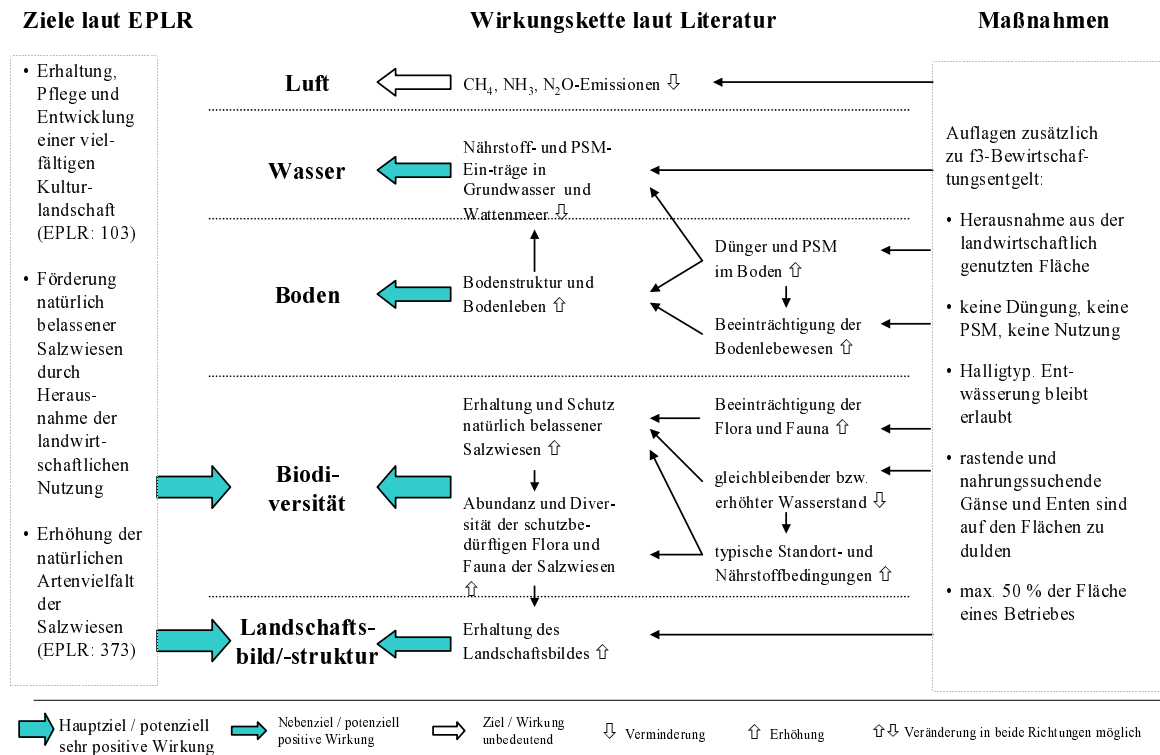 Ziele laut EPLR
Wirkungskette laut Literatur
Maßnahmen
• Erhaltung,
Pflege und
Entwicklung
einer viel-
fältigen
Kultur-
landschaft
(EPLR: 103)
• Förderung
natürlich
belassener
Salzwiesen
durch
Heraus-
nahme der
landwirt-
schaftlichen
Nutzung
• Erhöhung der
natürlichen
Artenvielfalt
der
Salzwiesen
(EPLR: 373)
Luft
CH4, NH3, N2O-Emissionen ⇩
Wasser
Nährstoff- und PSM-
Ein-träge in
Grundwasser und
Wattenmeer ⇩
Boden
Bodenstruktur und
Bodenleben ⇧
Dünger und PSM
im Boden ⇧
Beeinträchtigung der
Bodenlebewesen ⇧
Biodi-
versität
Erhaltung und Schutz
natürlich belassener
Salzwiesen ⇧
Abundanz und Diver-
sität der schutzbe-
dürftigen Flora und
Fauna der Salzwiesen
⇧
Beeinträchtigung der
Flora und Fauna ⇧
gleichbleibender bzw.
erhöhter Wasserstand ⇩
typische Standort- und
Nährstoffbedingungen ⇧
Landschafts-
bild/-struktur
Erhaltung des
Landschaftsbildes ⇧
Auflagen zusätzlich
zu f3-Bewirtschaf-
tungsentgelt:
• Herausnahme aus der
landwirtschaftlich
genutzten Fläche
• keine Düngung, keine
PSM, keine Nutzung
• Halligtyp. Ent-
wässerung bleibt
erlaubt
• rastende und
nahrungssuchende
Gänse und Enten sind
auf den Flächen zu
dulden
• max. 50 % der Fläche
eines Betriebes
Hauptziel / potenziell
sehr positive Wirkung
Nebenziel / potenziell
positive Wirkung
Ziel / Wirkung
unbedeutend
⇩ Verminderung
⇧ Erhöhung
⇧⇩ Veränderung in beide Richtungen möglich